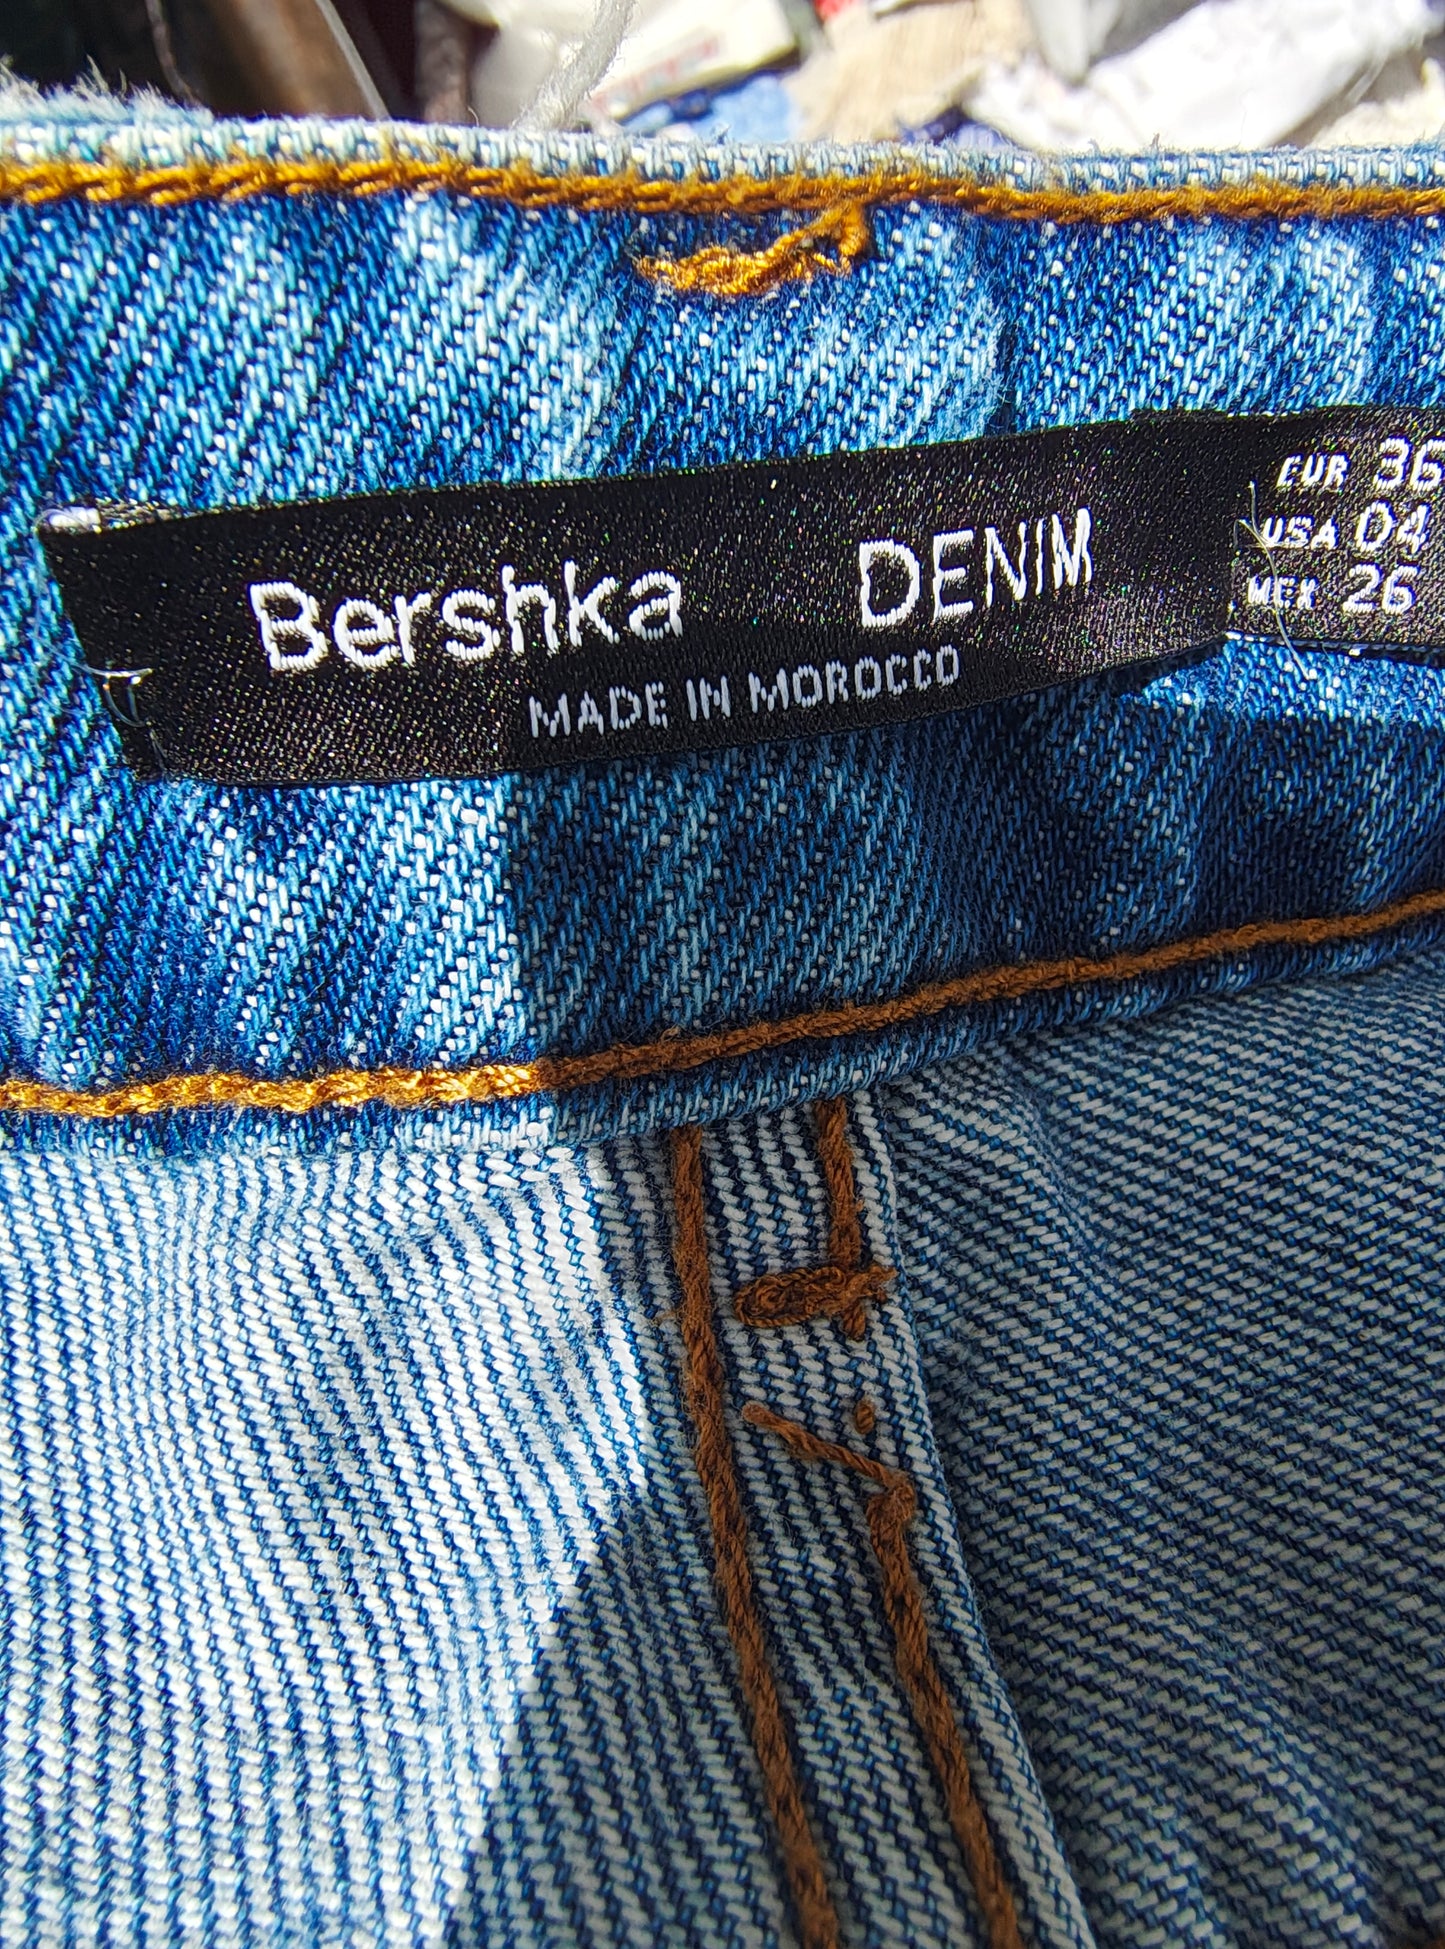 Bershka DENIM
MADE IN MOROCCO
EUR 36
USA 04
MEX 26